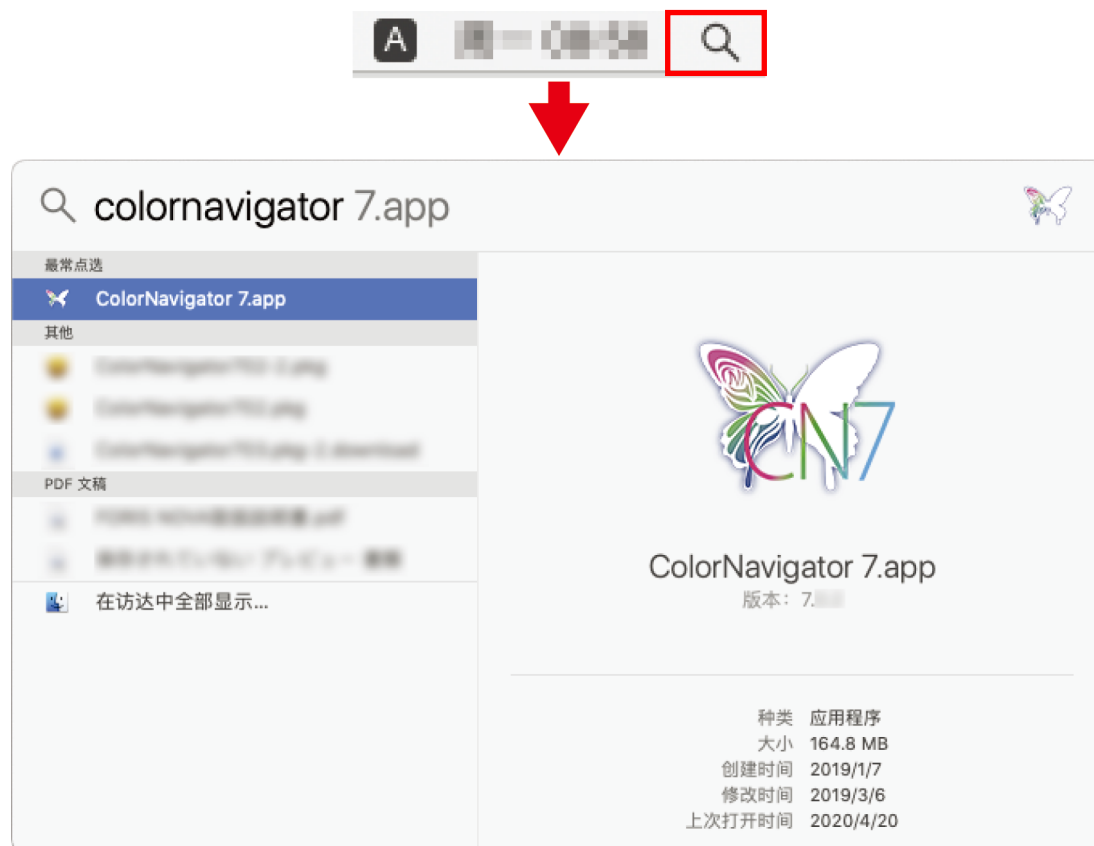 A
colornavigator 7.app
最常点选
ColorNavigator 7.app
其他
PDF 文稿
在访达中全部显示...
CN7
ColorNavigator 7.app
版本： 7.
种类 应用程序
大小 164.8 MB
创建时间 2019/1/7
修改时间 2019/3/6
上次打开时间 2020/4/20